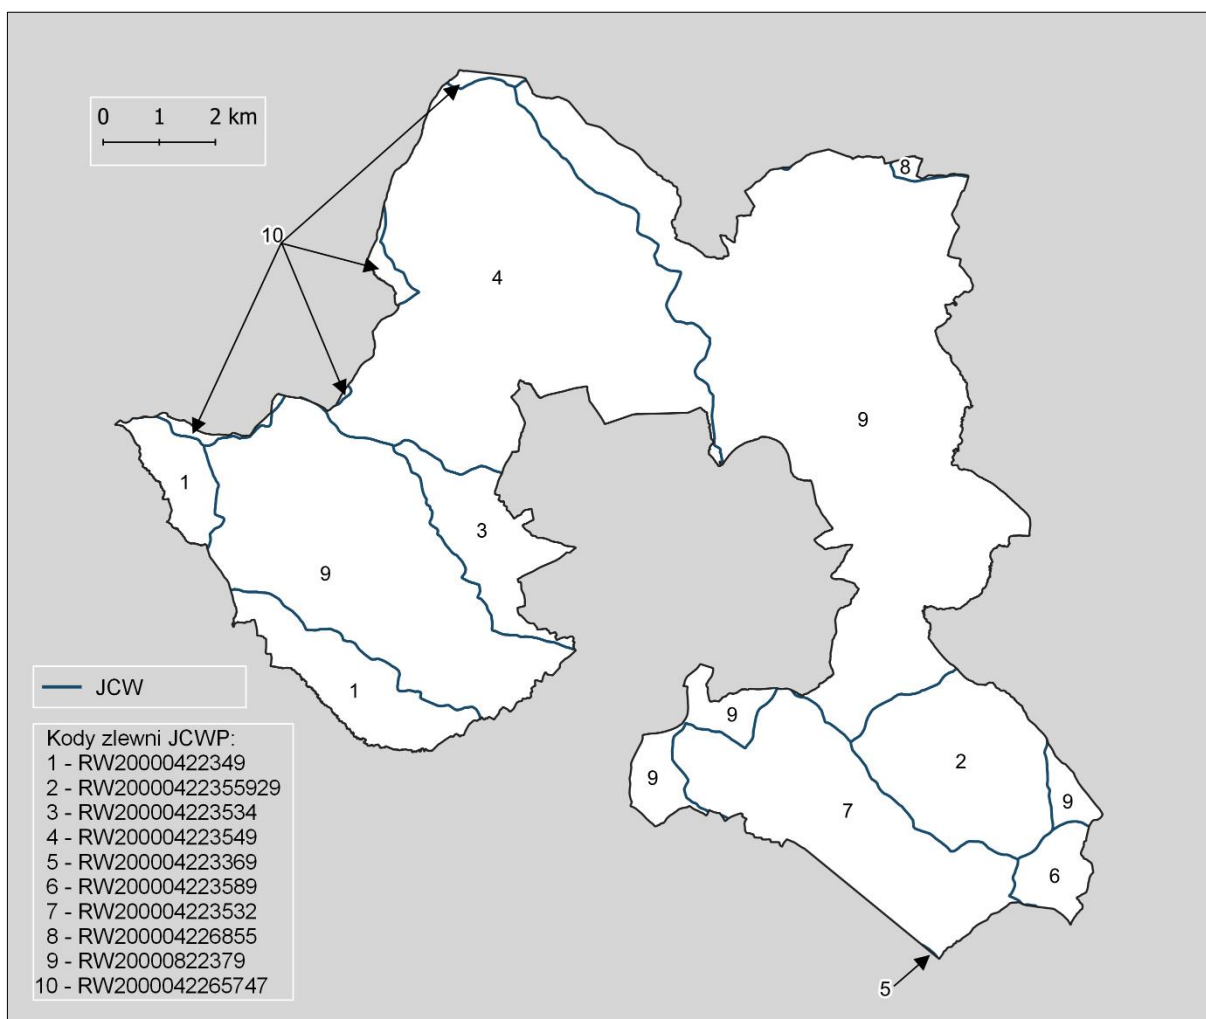 0 1 2 km
8
10
4
9
1
3
9
1
9
2
9
9
7
6
5
JCW
Kody zlewni JCWP:
1 - RW20000422349
2 - RW20000422355929
3 - RW200004223534
4 - RW200004223549
5 - RW200004223369
6 - RW200004223589
7 - RW200004223532
8 - RW200004226855
9 - RW20000822379
10 - RW2000042265747